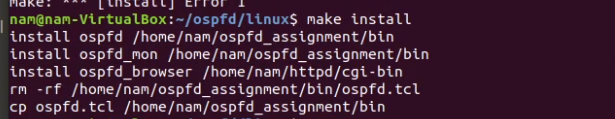 make: *** [install] Error 1
nam@nam-VirtualBox:~/ospfd/linux$ make install
install ospfd /home/nam/ospfd_assignment/bin
install ospfd_mon /home/nam/ospfd_assignment/bin
install ospfd_browser /home/nam/httpd/cgi-bin
rm -rf /home/nam/ospfd_assignment/bin/ospfd.tcl
cp ospfd.tcl /home/nam/ospfd_assignment/bin